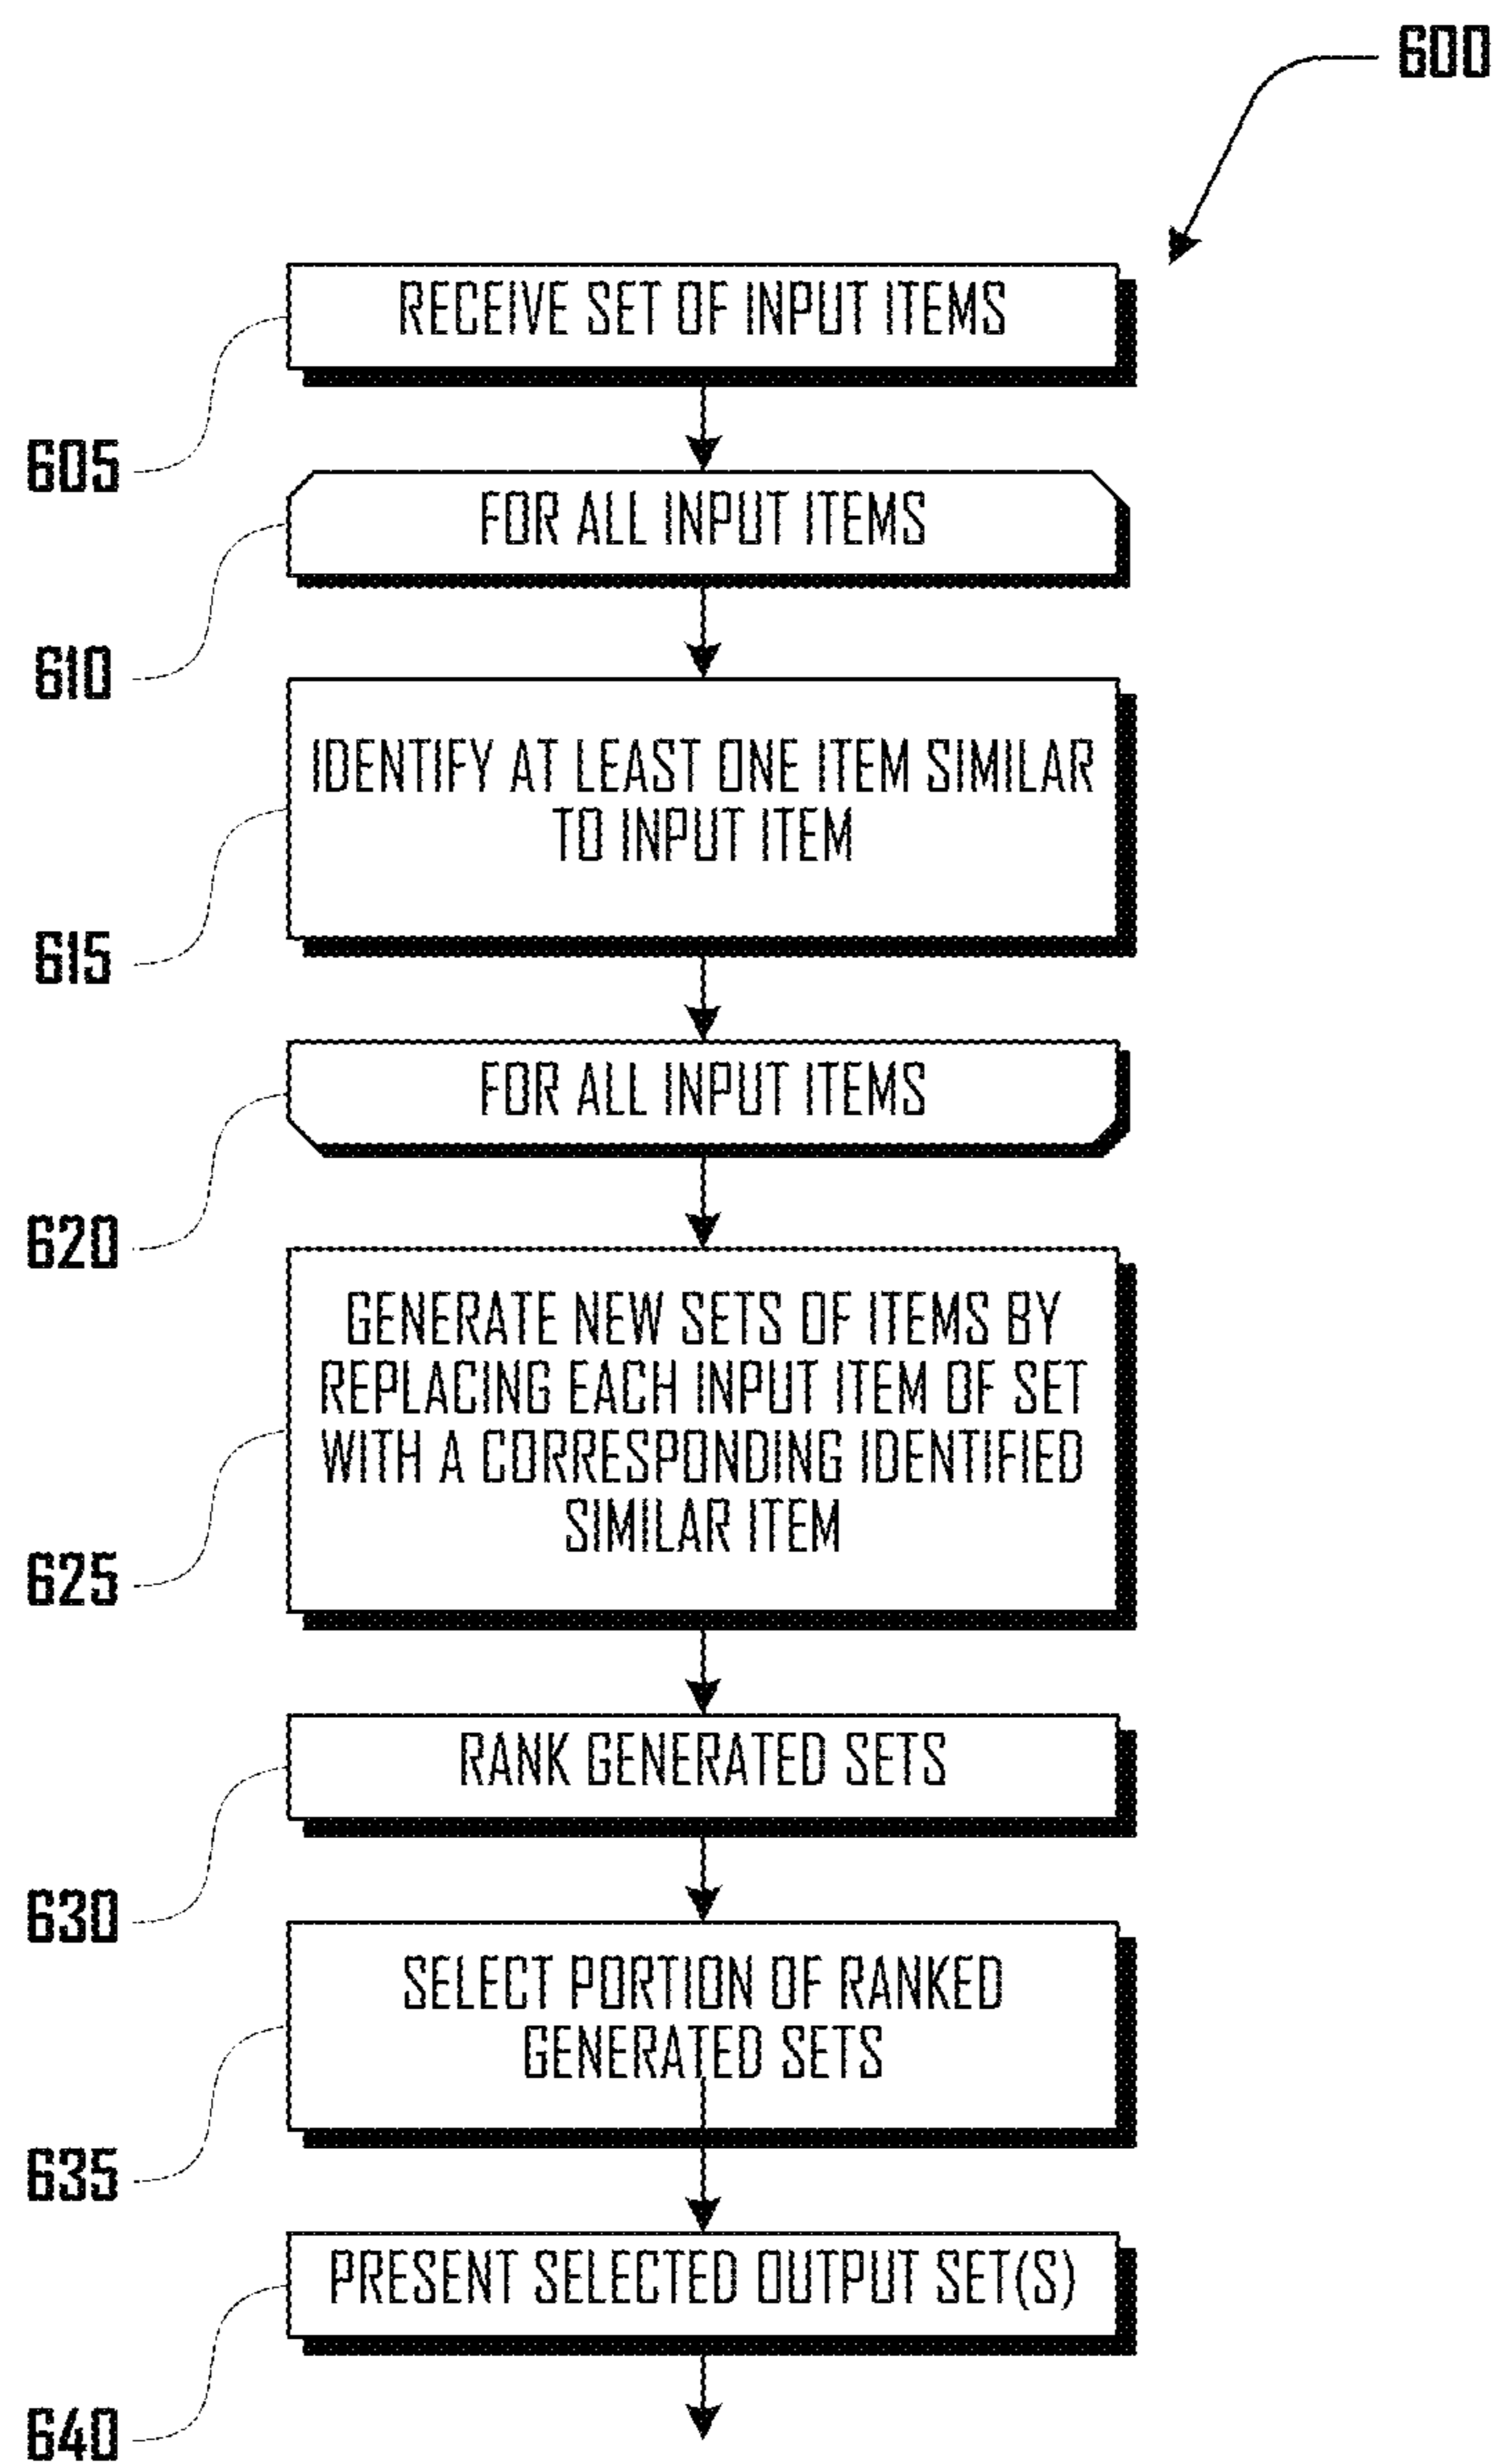 600
RECEIVE SET OF INPUT ITEMS
605
FOR ALL INPUT ITEMS
610
IDENTIFY AT LEAST ONE ITEM SIMILAR
TO INPUT ITEM
615
FOR ALL INPUT ITEMS
620
GENERATE NEW SETS OF ITEMS BY
REPLACING EACH INPUT ITEM OF SET
WITH A CORRESPONDING IDENTIFIED
SIMILAR ITEM
625
RANK GENERATED SETS
630
SELECT PORTION OF RANKED
GENERATED SETS
635
PRESENT SELECTED OUTPUT SET(S)
640